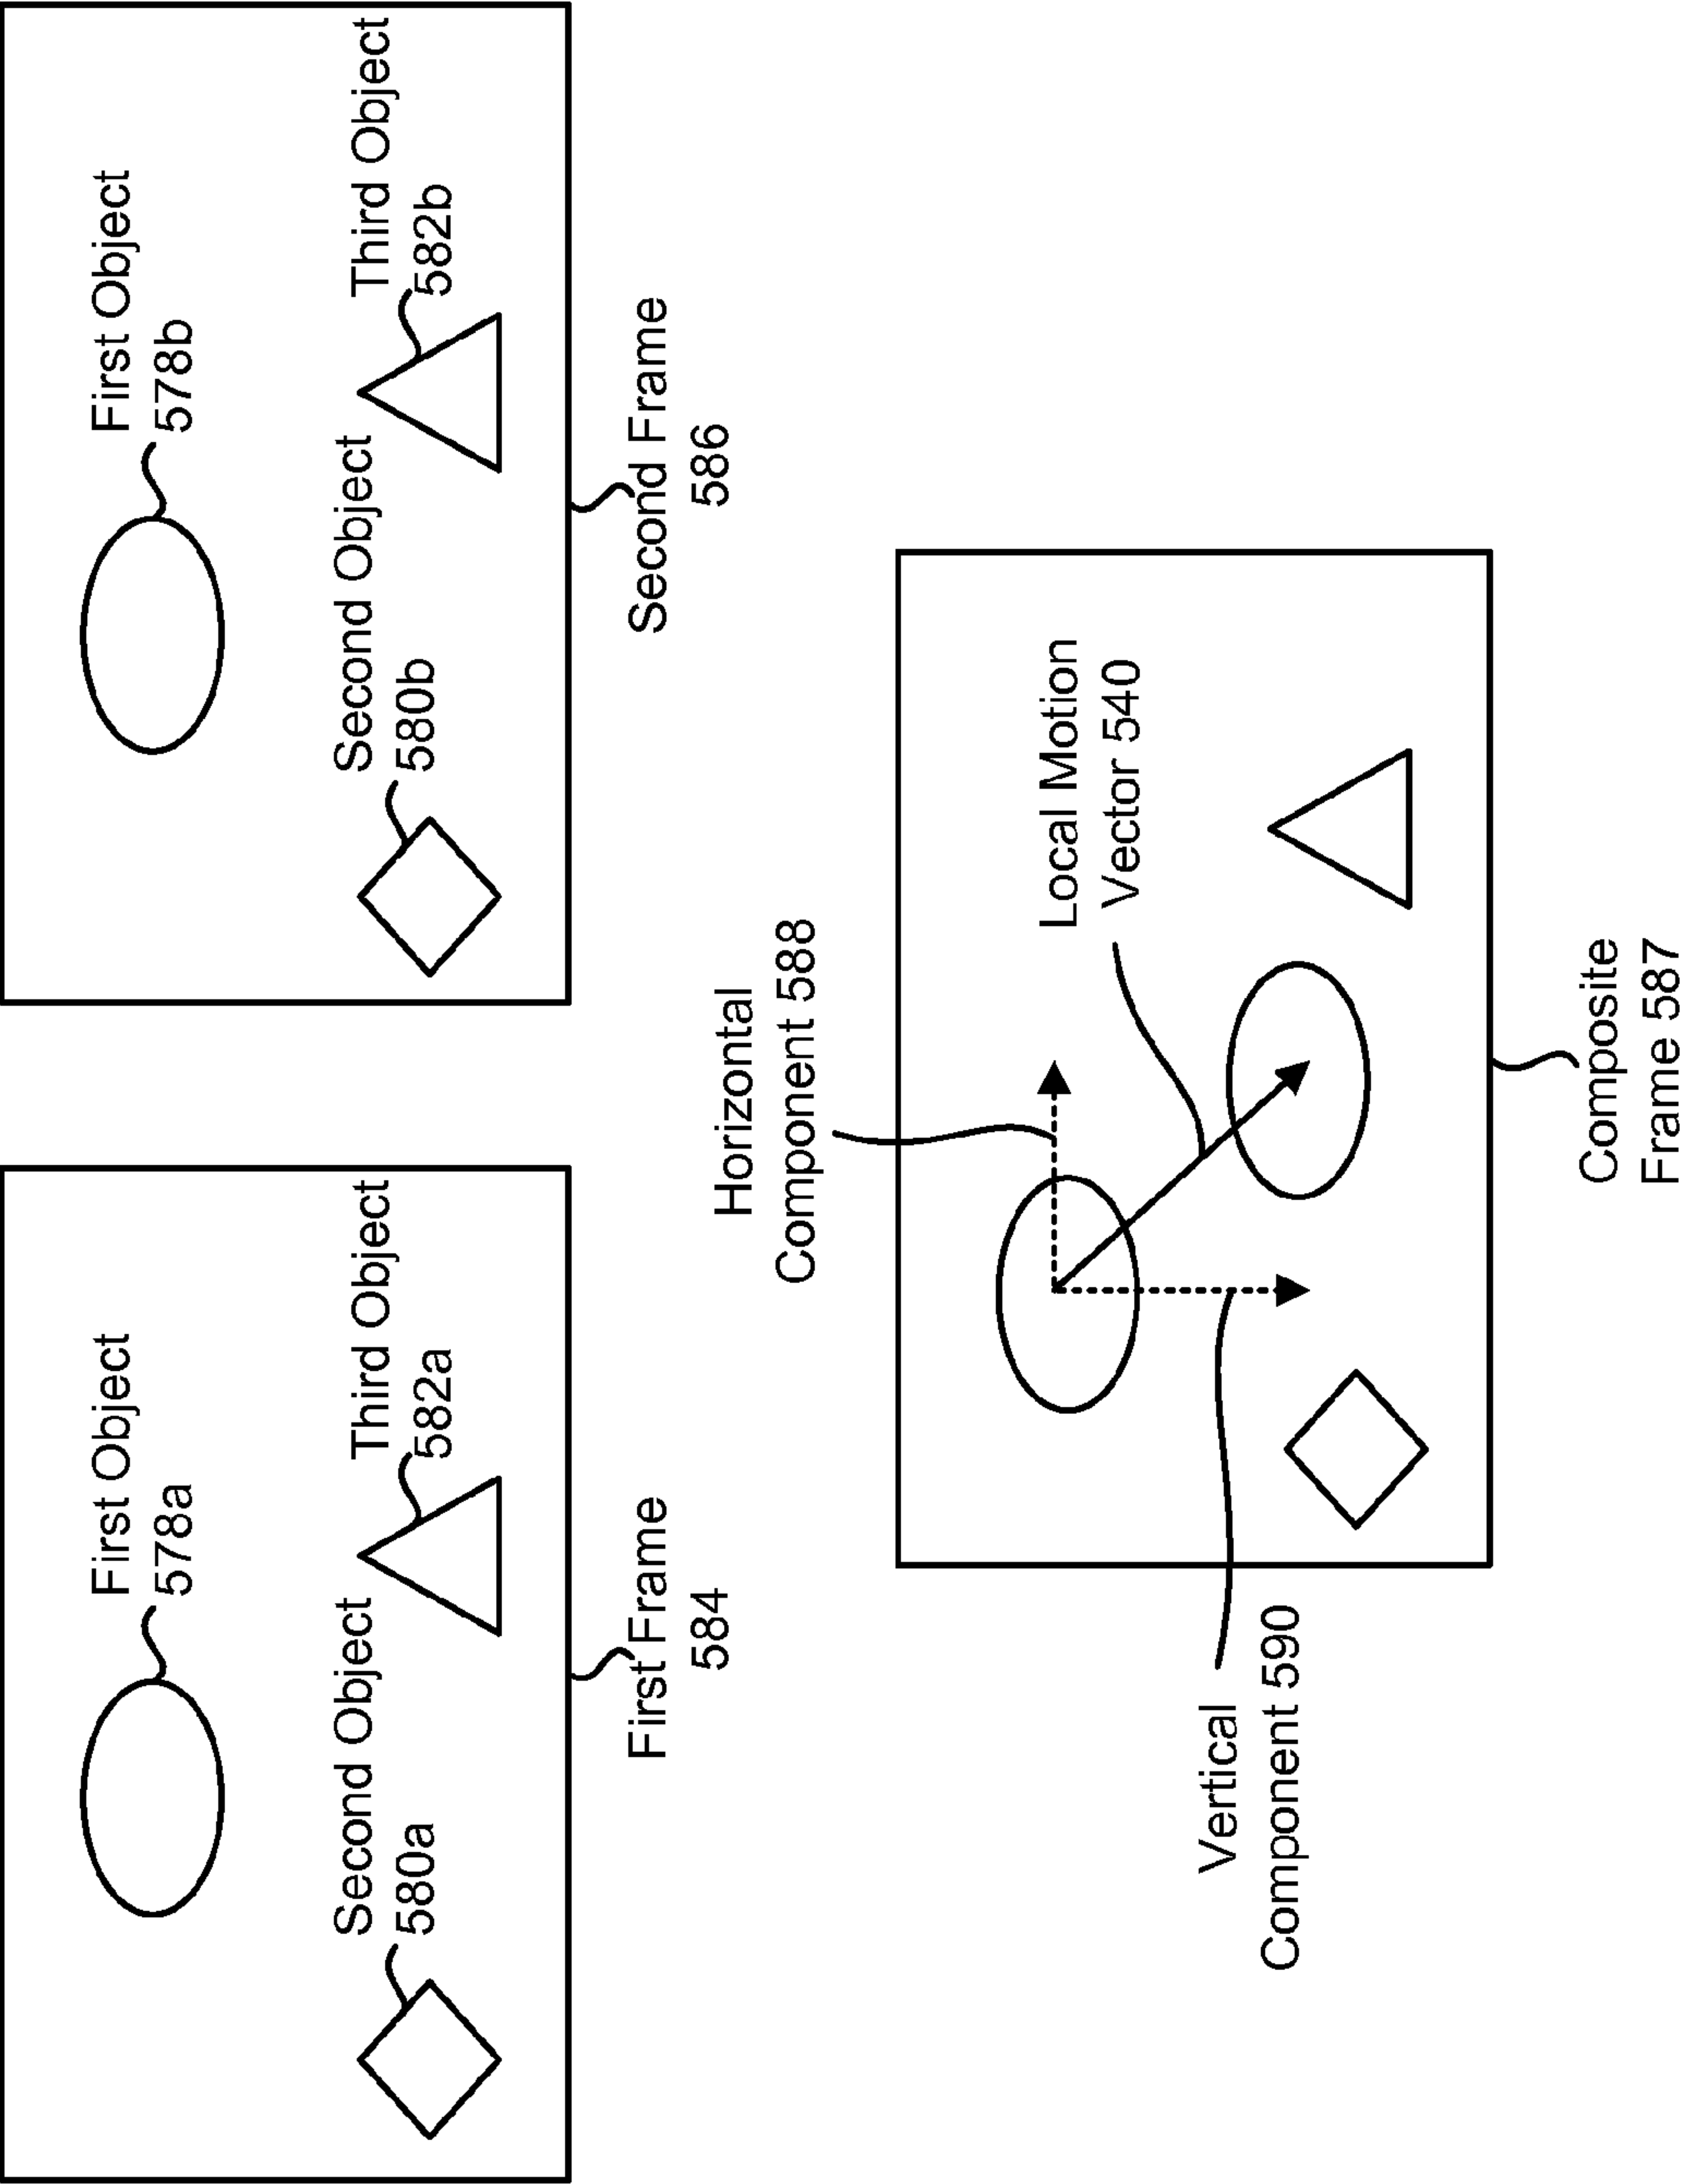 First Object
578a
Second Object
580a
Third Object
582a
First Frame
584
First Object
578b
Second Object
580b
Third Object
582b
Second Frame
586
Horizontal
Component 588
Local Motion
Vector 540
Vertical
Component 590
Composite
Frame 587